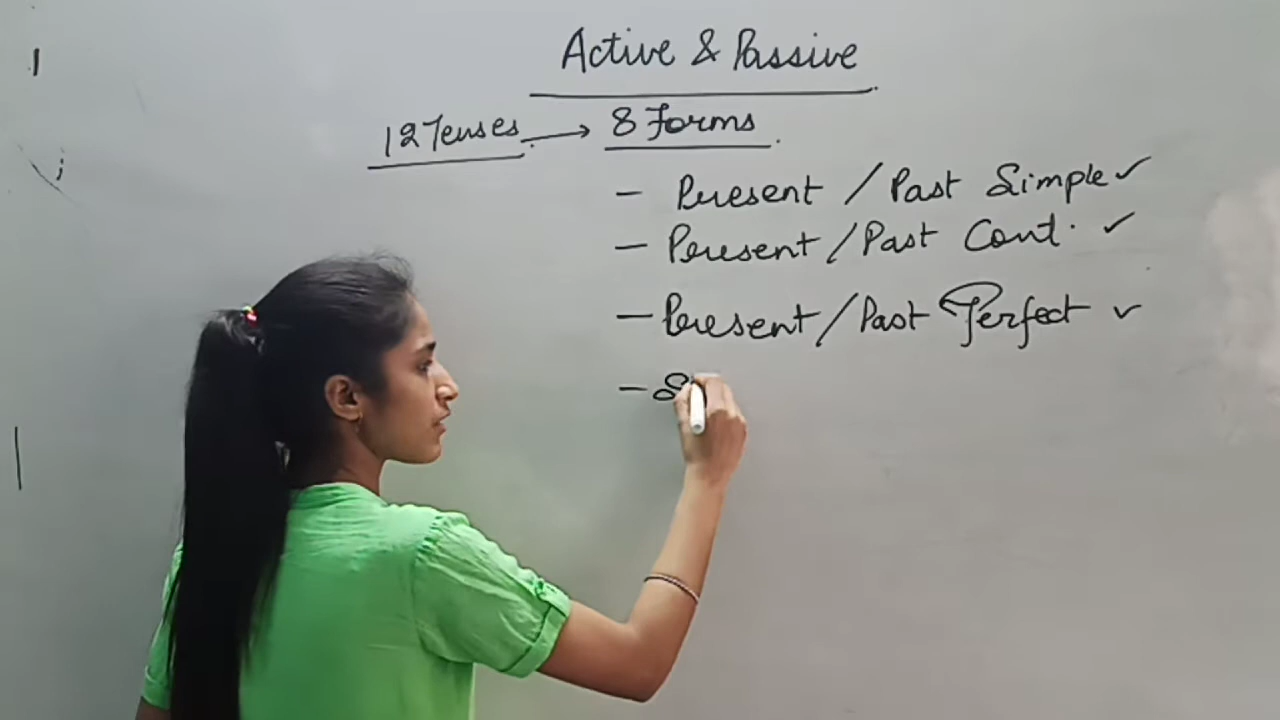 Active & Passive
12 Tenses → 8 Forms
- Present / Past Simple ✓
- Present / Past Cont. ✓
- Present / Past Perfect ✓
- S